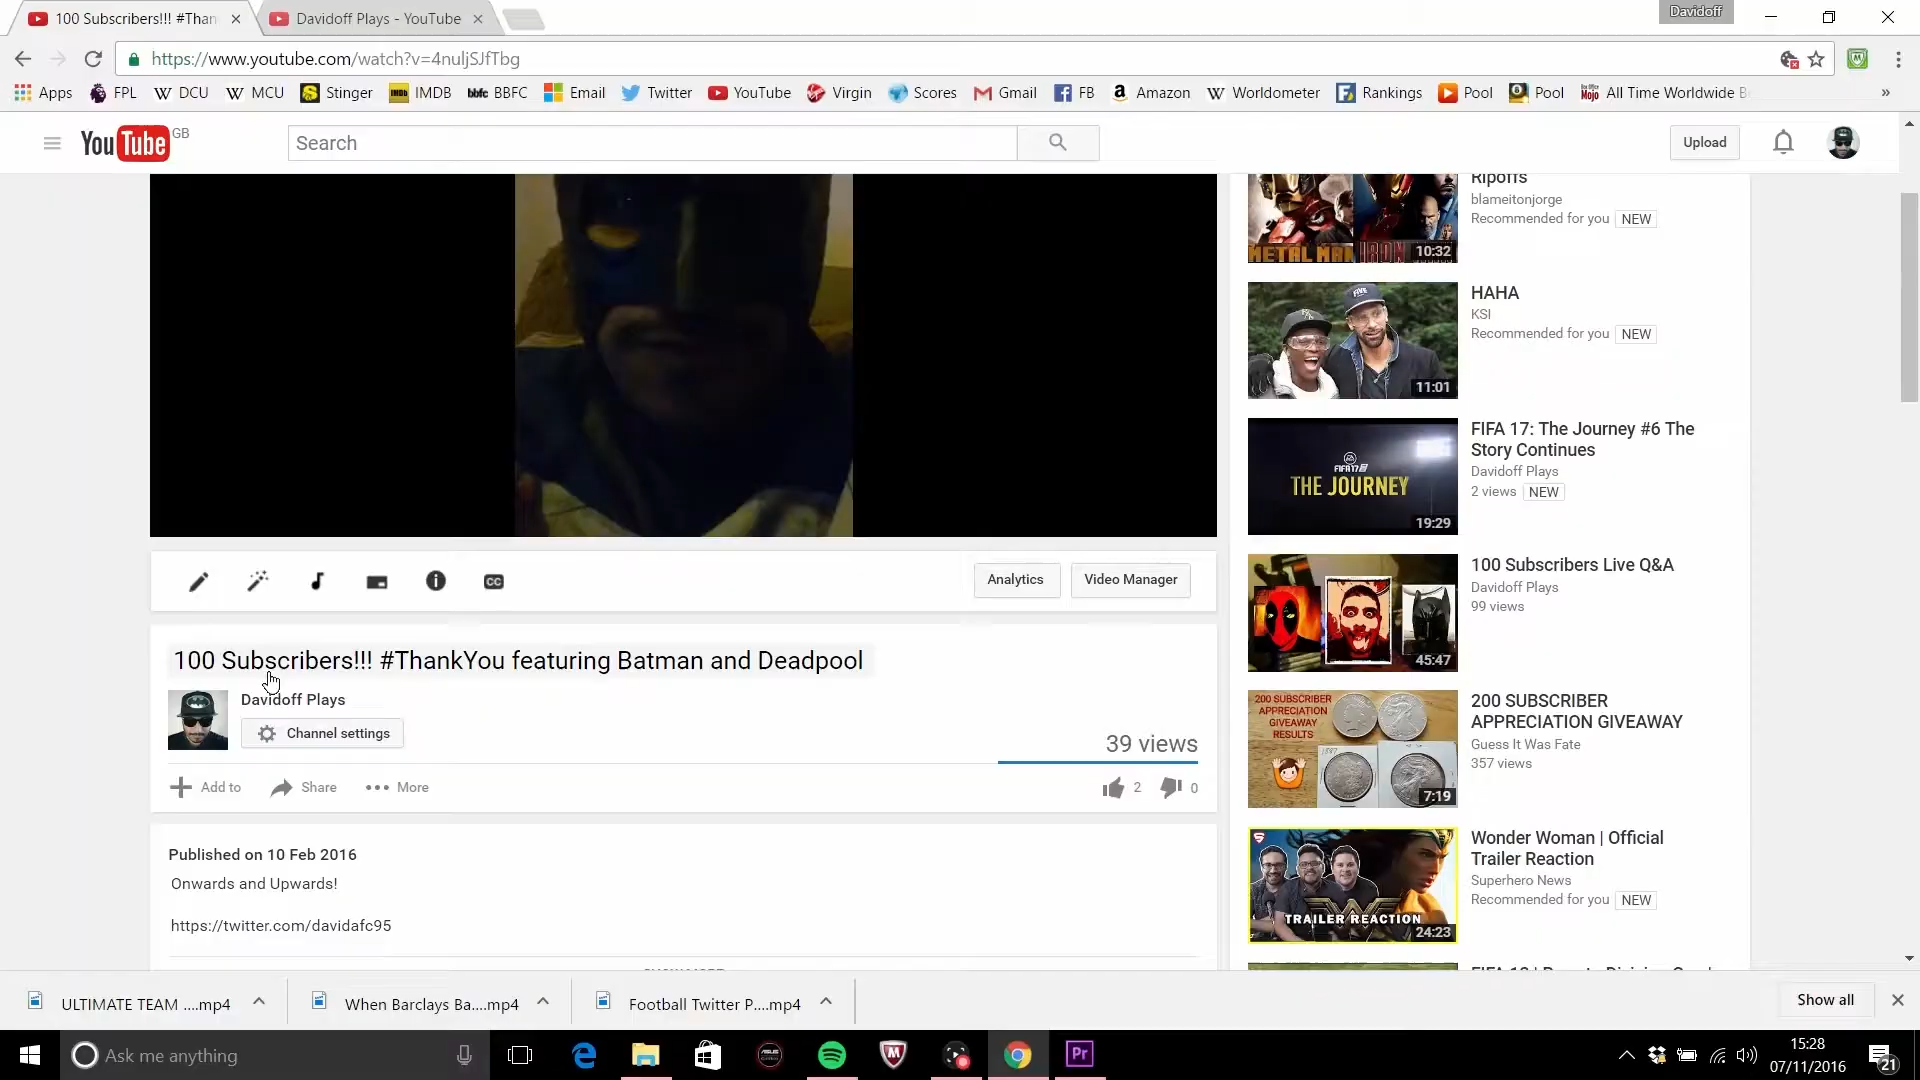 100 Subscribers!!! #Than
Davidoff Plays - YouTube
Davidoff
https://www.youtube.com/watch?v=4nuljSJfTbg
Apps
FPL
DCU
MCU
Stinger
IMDB
BBFC
Email
Twitter
YouTube
Virgin
Scores
Gmail
FB
Amazon
Worldometer
Rankings
Pool
Pool
All Time Worldwide B
YouTube GB
Search
Upload
Ripoffs
blameitonjorge
Recommended for you NEW
METAL MAN IRON
10:32
HAHA
KSI
Recommended for you NEW
11:01
FIFA 17: The Journey #6 The
Story Continues
Davidoff Plays
2 views NEW
FIFA 17
THE JOURNEY
19:29
100 Subscribers Live Q&A
Davidoff Plays
99 views
45:47
200 SUBSCRIBER
APPRECIATION GIVEAWAY
Guess It Was Fate
357 views
200 SUBSCRIBER
APPRECIATION
GIVEAWAY
RESULTS
7:19
Wonder Woman | Official
Trailer Reaction
Superhero News
Recommended for you NEW
TRAILER REACTION
24:23
Analytics
Video Manager
100 Subscribers!!! #ThankYou featuring Batman and Deadpool
Davidoff Plays
Channel settings
39 views
Add to
Share
More
2
0
Published on 10 Feb 2016
Onwards and Upwards!
https://twitter.com/davidafc95
ULTIMATE TEAM ....mp4
When Barclays Ba....mp4
Football Twitter P....mp4
Show all
Ask me anything
15:28
07/11/2016
21